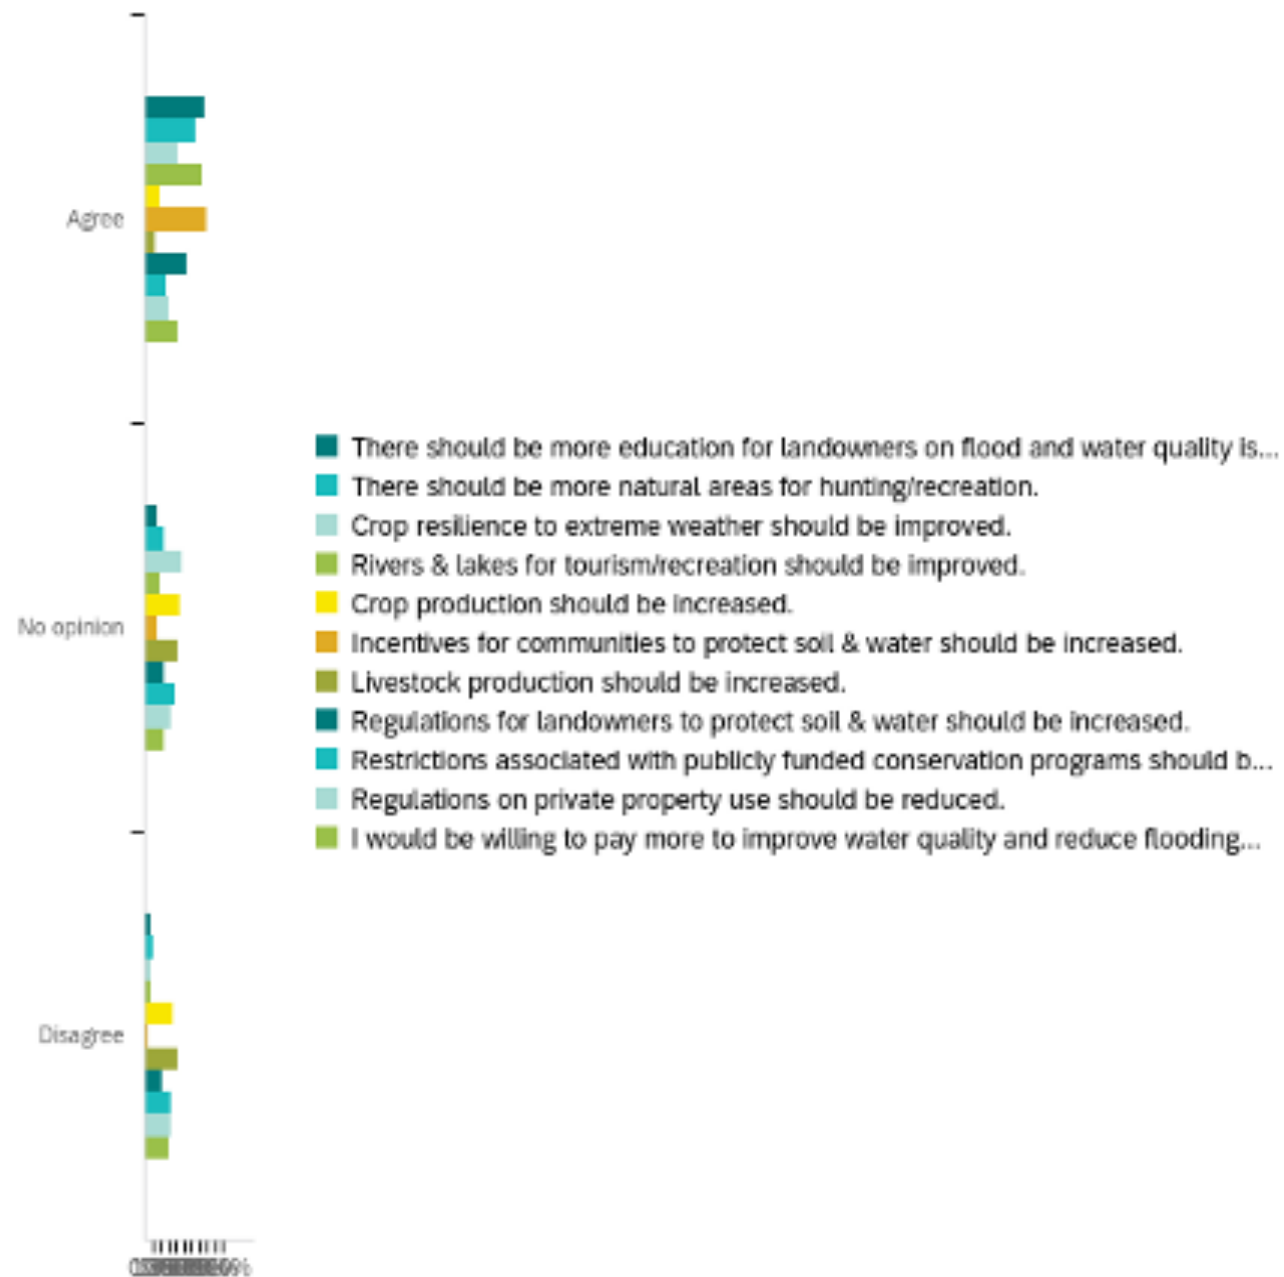 Agree
No opinion
Disagree
There should be more education for landowners on flood and water quality is...
There should be more natural areas for hunting/recreation.
Crop resilience to extreme weather should be improved.
Rivers & lakes for tourism/recreation should be improved.
Crop production should be increased.
Incentives for communities to protect soil & water should be increased.
Livestock production should be increased.
Regulations for landowners to protect soil & water should be increased.
Restrictions associated with publicly funded conservation programs should b...
Regulations on private property use should be reduced.
I would be willing to pay more to improve water quality and reduce flooding...